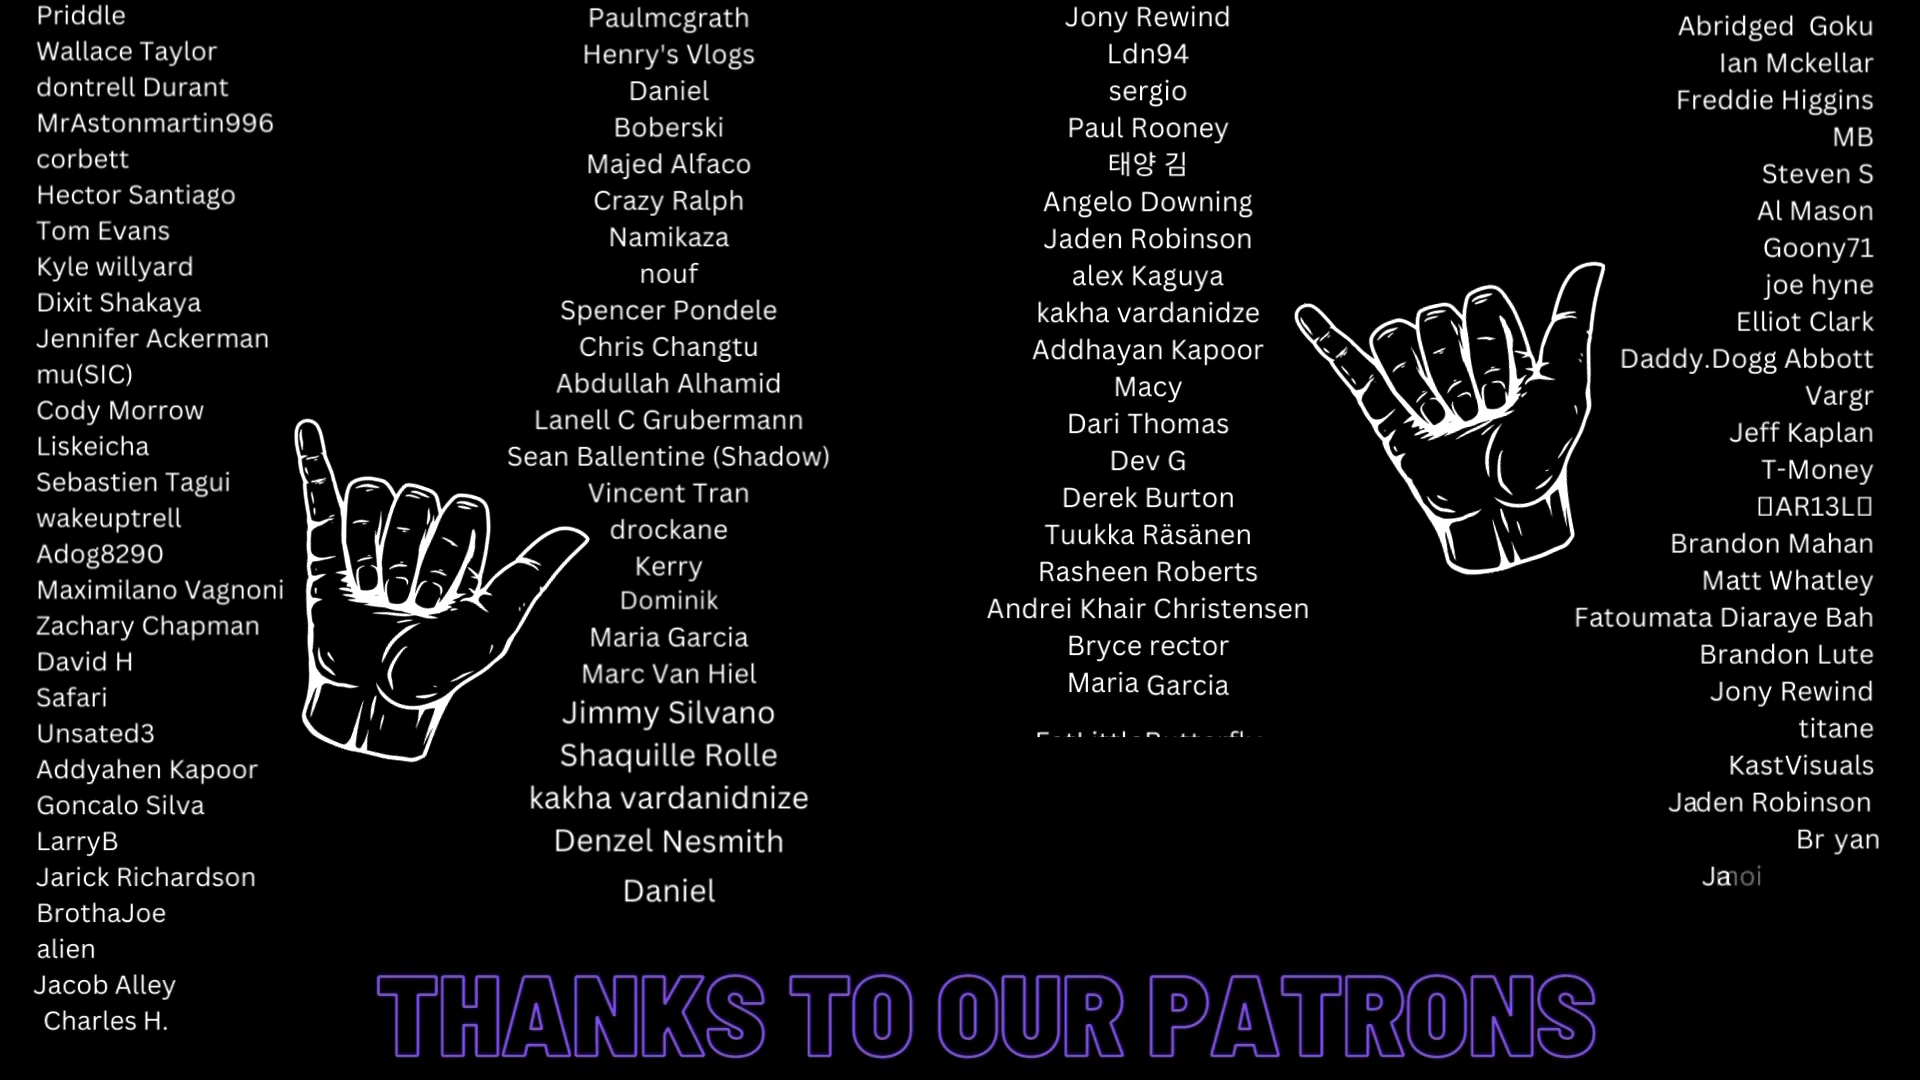 Priddle
Wallace Taylor
dontrell Durant
MrAstonmartin996
corbett
Hector Santiago
Tom Evans
Kyle willyard
Dixit Shakaya
Jennifer Ackerman
mu(SIC)
Cody Morrow
Liskeicha
Sebastien Tagui
wakeuptrell
Adog8290
Maximilano Vagnoni
Zachary Chapman
David H
Safari
Unsated3
Addyahen Kapoor
Goncalo Silva
LarryB
Jarick Richardson
BrothaJoe
alien
Jacob Alley
Charles H.
Paulmcgrath
Henry's Vlogs
Daniel
Boberski
Majed Alfaco
Crazy Ralph
Namikaza
nouf
Spencer Pondele
Chris Changtu
Abdullah Alhamid
Lanell C Grubermann
Sean Ballentine (Shadow)
Vincent Tran
drockane
Kerry
Dominik
Maria Garcia
Marc Van Hiel
Jimmy Silvano
Shaquille Rolle
kakha vardanidnize
Denzel Nesmith
Daniel
Jony Rewind
Ldn94
sergio
Paul Rooney
태양 김
Angelo Downing
Jaden Robinson
alex Kaguya
kakha vardanidze
Addhayan Kapoor
Macy
Dari Thomas
Dev G
Derek Burton
Tuukka Räsänen
Rasheen Roberts
Andrei Khair Christensen
Bryce rector
Maria Garcia
Abridged Goku
Ian Mckellar
Freddie Higgins
MB
Steven S
Al Mason
Goony71
joe hyne
Elliot Clark
Daddy.Dogg Abbott
Vargr
Jeff Kaplan
T-Money
AR13L
Brandon Mahan
Matt Whatley
Fatoumata Diaraye Bah
Brandon Lute
Jony Rewind
titane
KastVisuals
Jaden Robinson
Br yan
THANKS TO OUR PATRONS